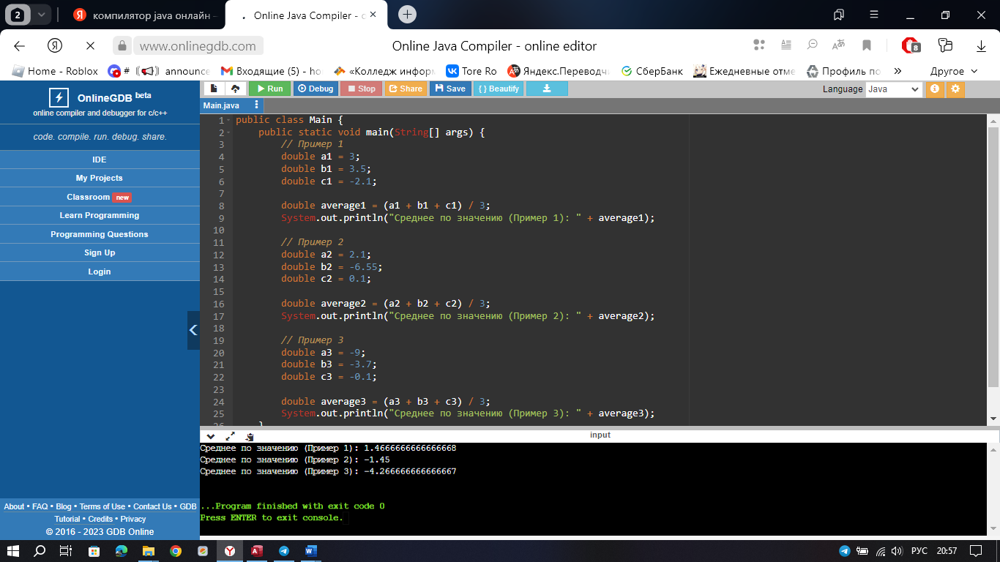 2
компилятор java онлайн –
Online Java Compiler - o
www.onlinegdb.com
Online Java Compiler - online editor
8
Home - Roblox
# 〖📢〗announce
Входящие (5) - ho
«Колледж информ
Tore Ro
Яндекс.Переводчи
СберБанк
Ежедневные отме
Профиль по
»
Другое
OnlineGDB beta
online compiler and debugger for c/c++
code. compile. run. debug. share.
IDE
My Projects
Classroom new
Learn Programming
Programming Questions
Sign Up
Login
About • FAQ • Blog • Terms of Use • Contact Us • GDB
Tutorial • Credits • Privacy
© 2016 - 2023 GDB Online
Run Debug Stop Share Save { } Beautify
Language Java
Main.java
1 public class Main {
2 public static void main(String[] args) {
3 // Пример 1
4 double a1 = 3;
5 double b1 = 3.5;
6 double c1 = -2.1;
7
8 double average1 = (a1 + b1 + c1) / 3;
9 System.out.println("Среднее по значению (Пример 1): " + average1);
10
11 // Пример 2
12 double a2 = 2.1;
13 double b2 = -6.55;
14 double c2 = 0.1;
15
16 double average2 = (a2 + b2 + c2) / 3;
17 System.out.println("Среднее по значению (Пример 2): " + average2);
18
19 // Пример 3
20 double a3 = -9;
21 double b3 = -3.7;
22 double c3 = -0.1;
23
24 double average3 = (a3 + b3 + c3) / 3;
25 System.out.println("Среднее по значению (Пример 3): " + average3);
26 }
input
Среднее по значению (Пример 1): 1.4666666666666668
Среднее по значению (Пример 2): -1.45
Среднее по значению (Пример 3): -4.266666666666667
...Program finished with exit code 0
Press ENTER to exit console.
РУС 20:57